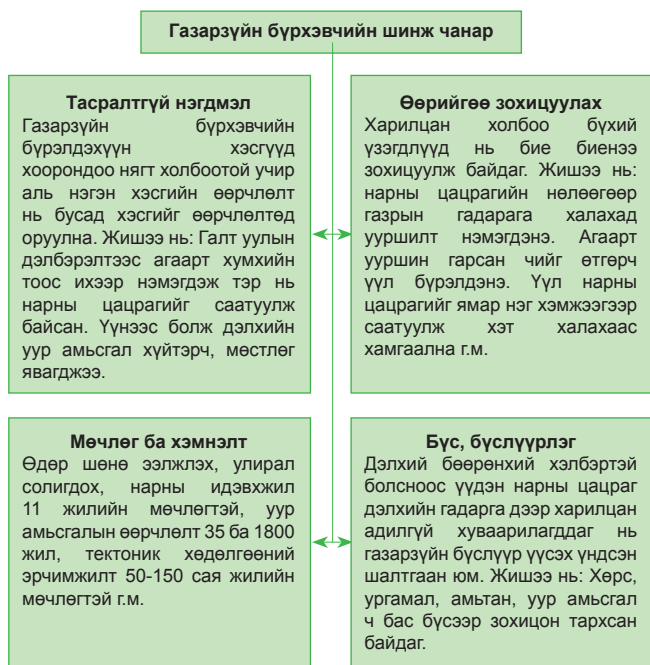 Газарзүйн бүрхэвчийн шинж чанар
Тасралтгүй нэгдмэл
Газарзүйн бүрхэвчийн
бүрэлдэхүүн хэсгүүд
хоорондоо нягт холбоотой учир
аль нэгэн хэсгийн өөрчлөлт
нь бусад хэсгийг өөрчлөлтөд
оруулна. Жишээ нь: Галт уулын
дэлбэрэлтээс агаарт хумхийн
тоос ихээр нэмэгдэж тэр нь
нарны цацрагийг саатуулж
байсан. Үүнээс болж дэлхийн
уур амьсгал хүйтэрч, мөстлөг
явагджээ.
Өөрийгөө зохицуулах
Харилцан холбоо бүхий
үзэгдлүүд нь бие биенээ
зохицуулж байдаг. Жишээ нь:
нарны цацрагийн нөлөөгөөр
газрын гадарага халахад
ууршилт нэмэгдэнэ. Агаарт
ууршин гарсан чийг өтгөрч
үүл бүрэлдэнэ. Үүл нарны
цацрагийг ямар нэг хэмжээгээр
саатуулж хэт халахаас
хамгаална г.м.
Мөчлөг ба хэмнэлт
Өдөр шөнө ээлжлэх, улирал
солигдох, нарны идэвхжил
11 жилийн мөчлөгтэй, уур
амьсгалын өөрчлөлт 35 ба 1800
жил, тектоник хөдөлгөөний
эрчимжилт 50-150 сая жилийн
мөчлөгтэй г.м.
Бүс, бүслүүрлэг
Дэлхий бөөрөнхий хэлбэртэй
болсноос үүдэн нарны цацраг
дэлхийн гадарга дээр харилцан
адилгүй хуваарилагддаг нь
газарзүйн бүслүүр үүсэх үндсэн
шалтгаан юм. Жишээ нь: Хөрс,
ургамал, амьтан, уур амьсгал
ч бас бүсээр зохицон тархсан
байдаг.